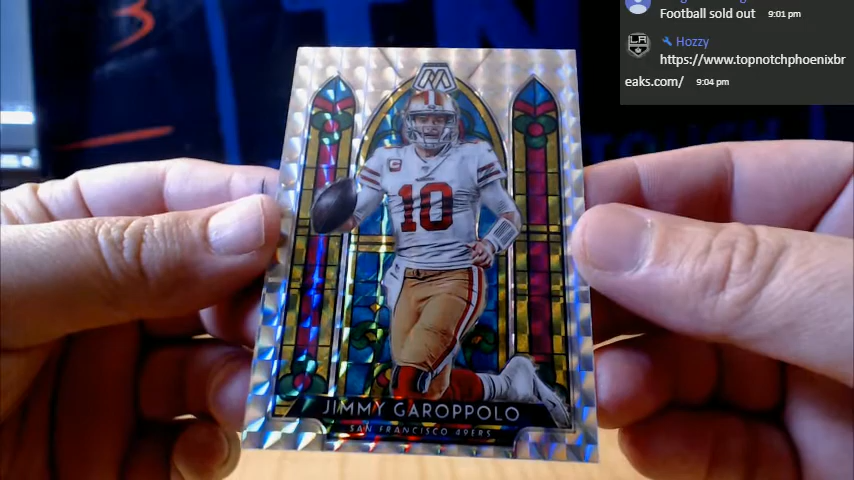 Football sold out 9:01 pm
LA
Hozzy
https://www.topnotchphoenixbr
eaks.com/ 9:04 pm
M
C
10
JIMMY GAROPPOLO
SAN FRANCISCO 49ERS